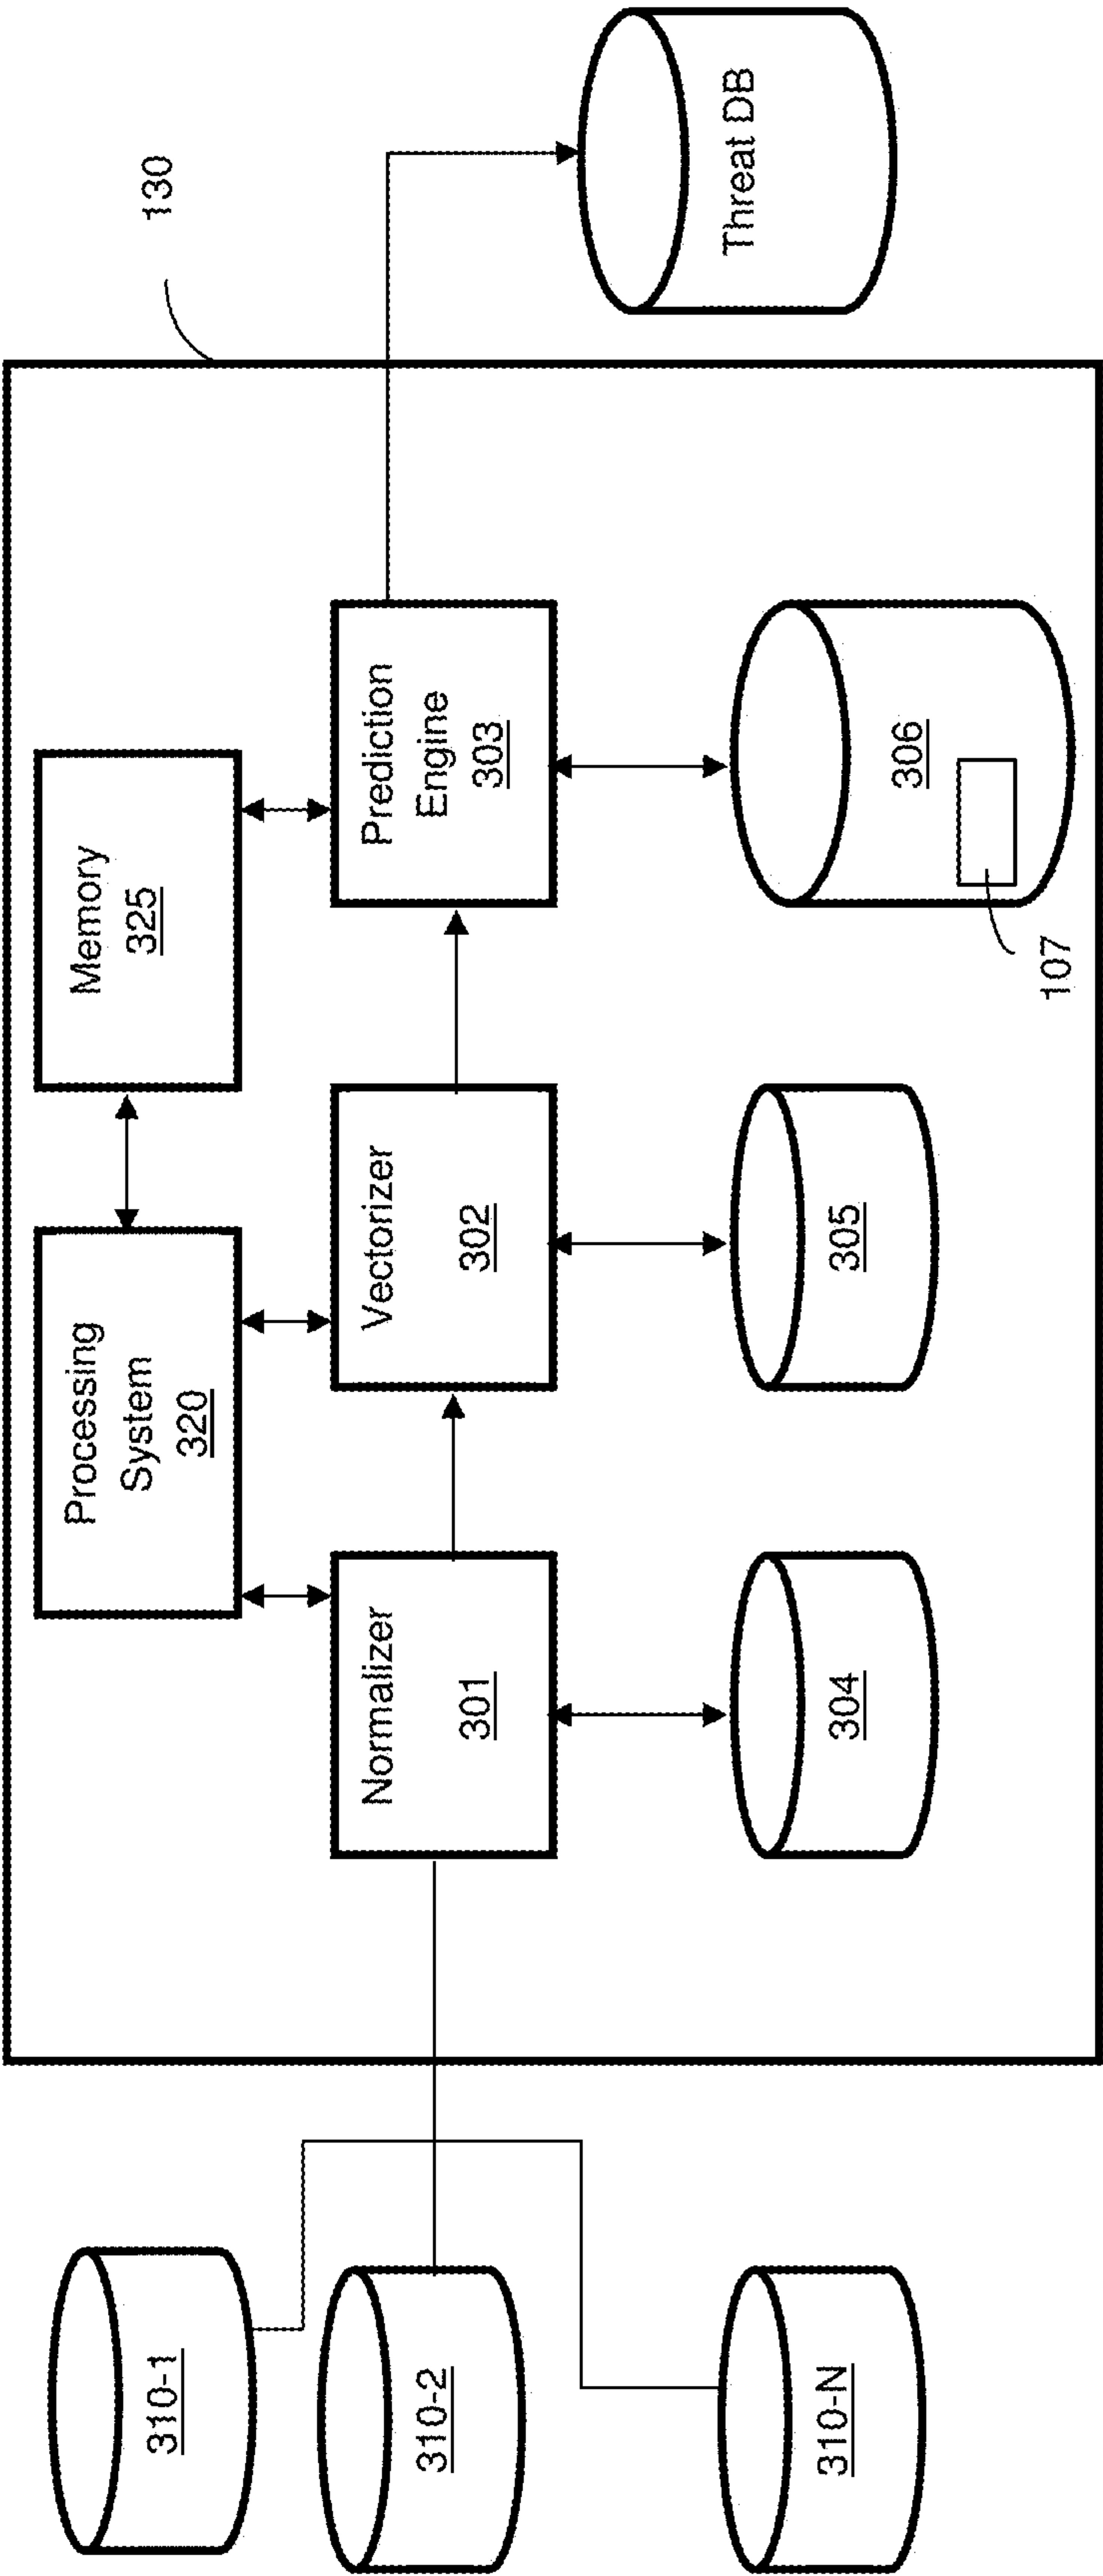 130
Processing
System
320
Memory
325
310-1
310-2
310-N
Normalizer
301
Vectorizer
302
Prediction
Engine
303
Threat DB
304
305
306
107